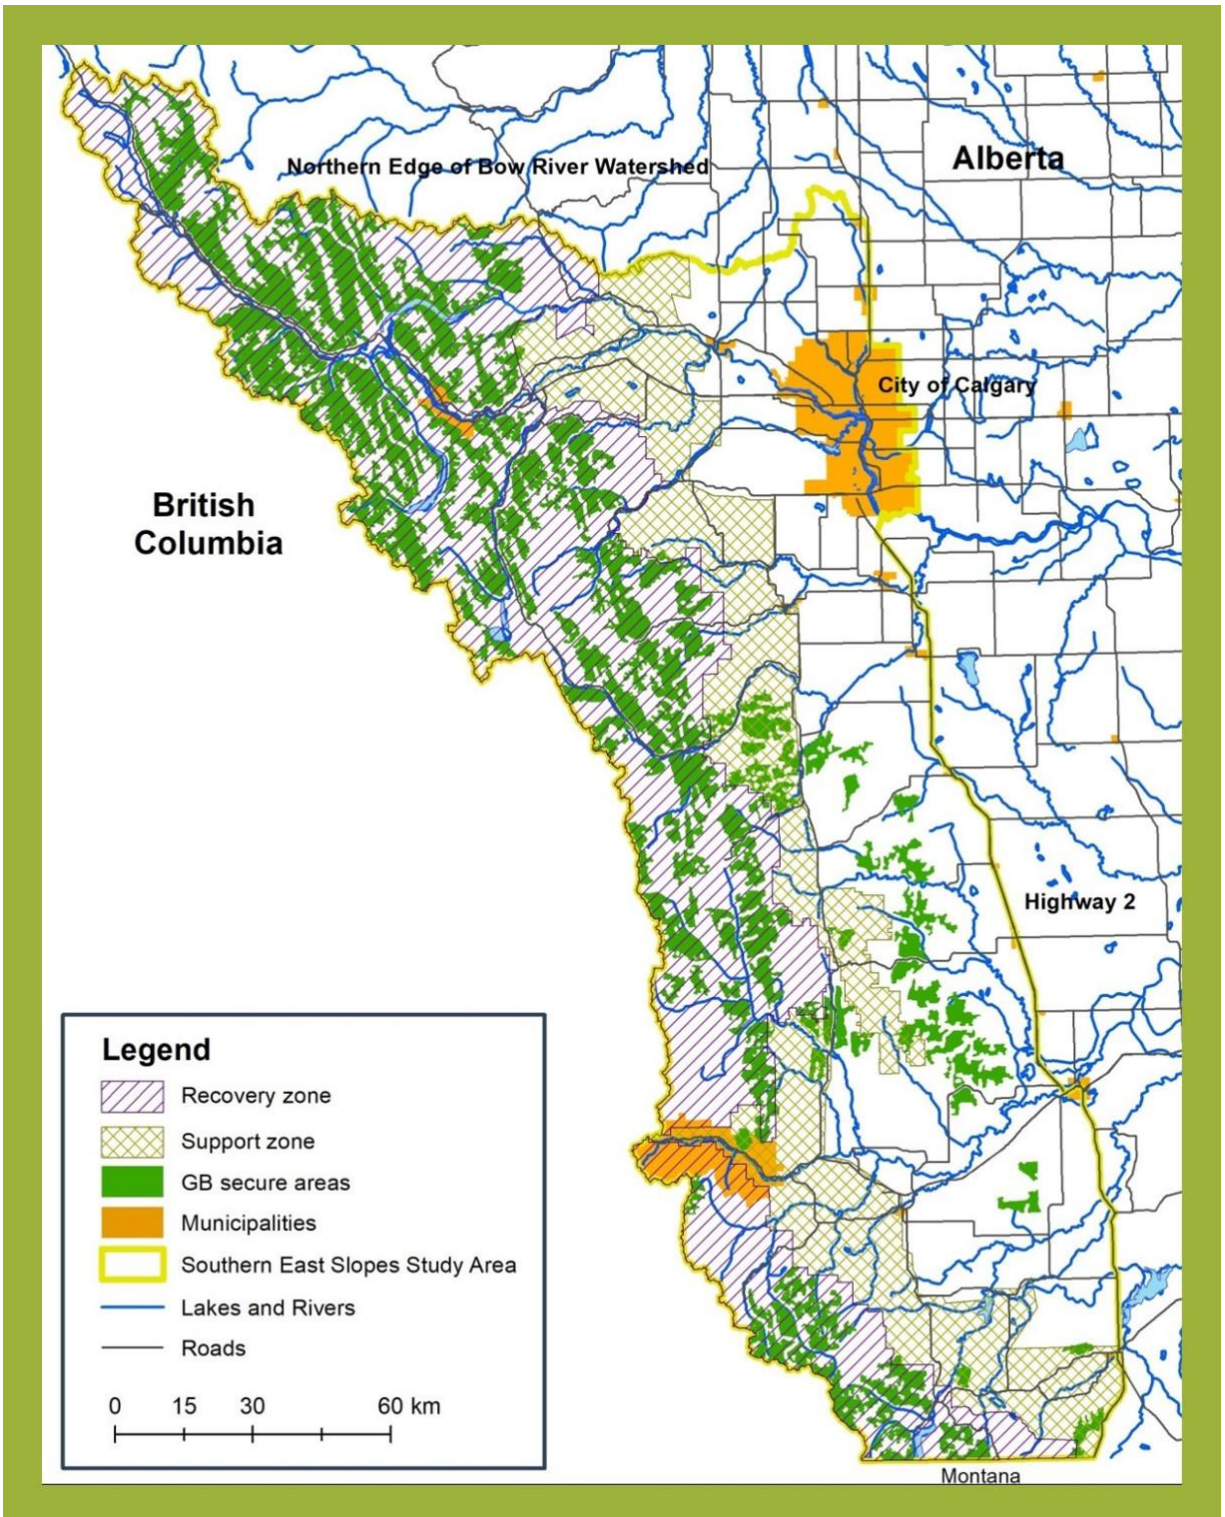 Northern Edge of Bow River Watershed
Alberta
City of Calgary
British
Columbia
Highway 2
Legend
Recovery zone
Support zone
GB secure areas
Municipalities
Southern East Slopes Study Area
Lakes and Rivers
Roads
0 15 30 60 km
Montana